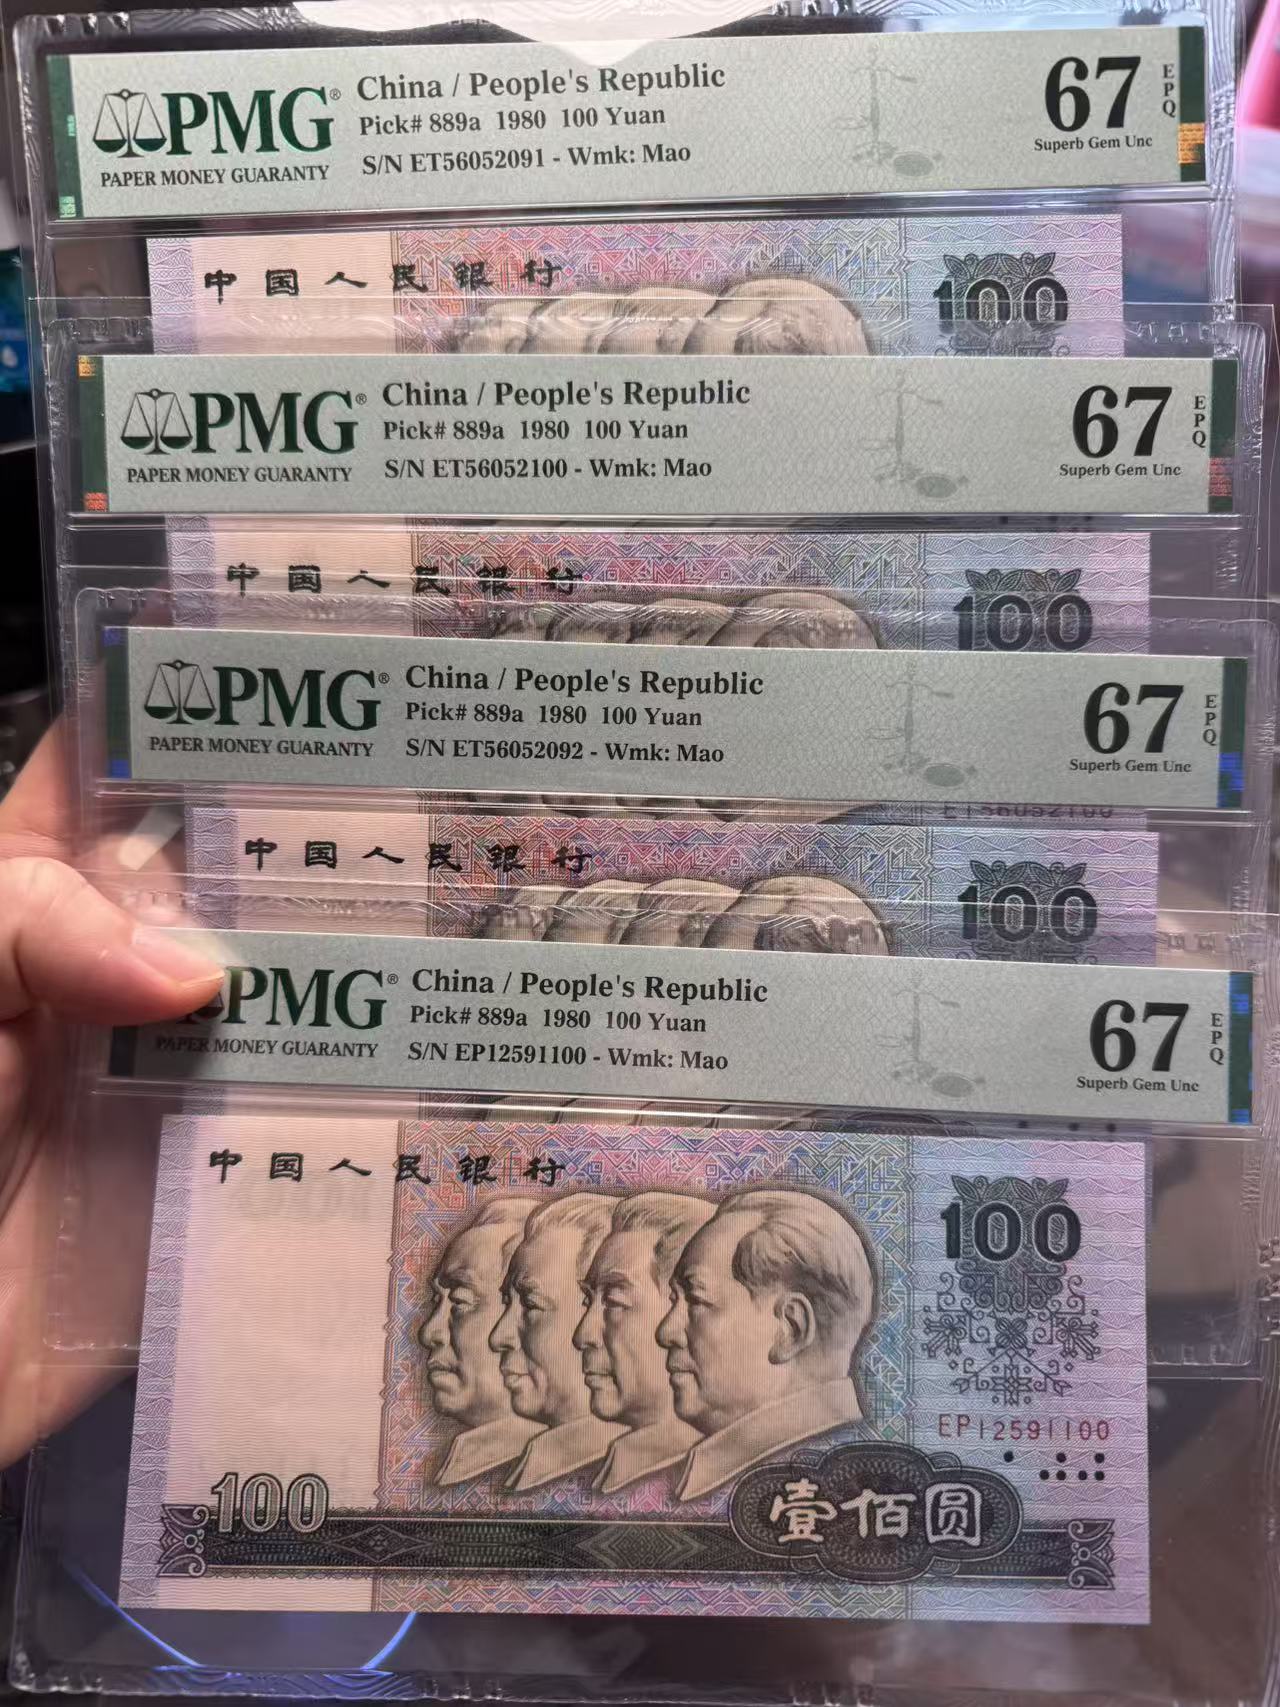 PMG®
PAPER MONEY GUARANTY
China / People's Republic
Pick# 889a 1980 100 Yuan
S/N ET56052091 - Wmk: Mao
67
EPQ
Superb Gem Unc
中国人民银行
100
PMG®
PAPER MONEY GUARANTY
China / People's Republic
Pick# 889a 1980 100 Yuan
S/N ET56052100 - Wmk: Mao
67
EPQ
Superb Gem Unc
中国人民银行
100
PMG®
PAPER MONEY GUARANTY
China / People's Republic
Pick# 889a 1980 100 Yuan
S/N ET56052092 - Wmk: Mao
67
EPQ
Superb Gem Unc
ET56052100
中国人民银行
100
PMG®
PAPER MONEY GUARANTY
China / People's Republic
Pick# 889a 1980 100 Yuan
S/N EP12591100 - Wmk: Mao
67
EPQ
Superb Gem Unc
中国人民银行
100
EP12591100
100
壹佰圆